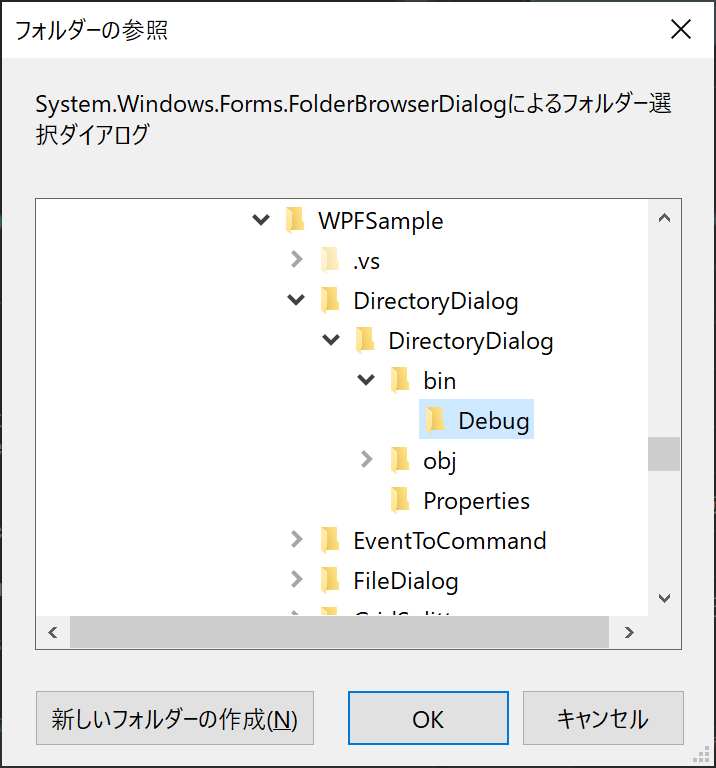 フォルダーの参照
System.Windows.Forms.FolderBrowserDialogによるフォルダー選
択ダイアログ
WPFSample
.vs
DirectoryDialog
DirectoryDialog
bin
Debug
obj
Properties
EventToCommand
FileDialog
新しいフォルダーの作成(N)
OK
キャンセル